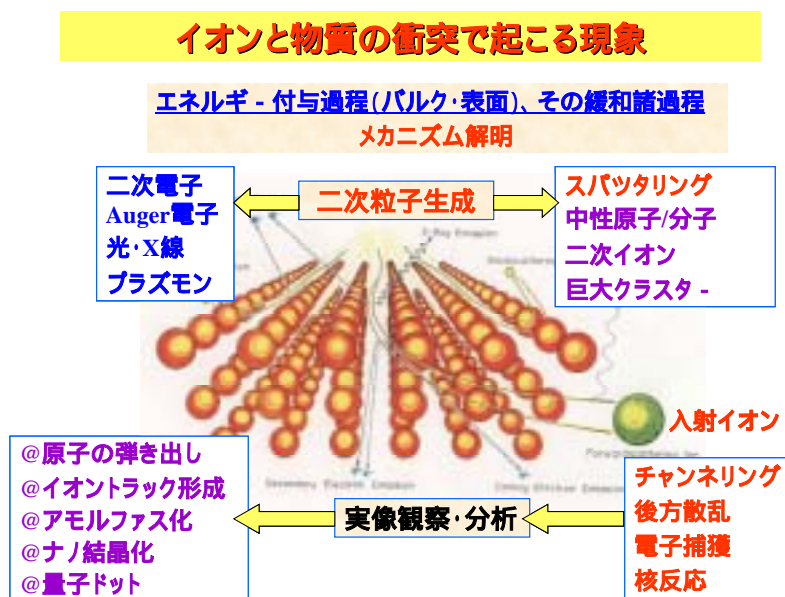 イオンと物質の衝突で起こる現象
エネルギ-付与過程(バルク･表面)、その緩和諸過程
メカニズム解明
二次電子
Auger電子
光･X線
プラズモン
二次粒子生成
スパツタリング
中性原子/分子
二次イオン
巨大クラスタ-
X-Ray Emission
入射イオン
Secondary Electron Emission
@原子の弾き出し
@イオントラック形成
@アモルファス化
@ナノ結晶化
@量子ドット
実像観察･分析
チャンネリング
後方散乱
電子捕獲
核反応